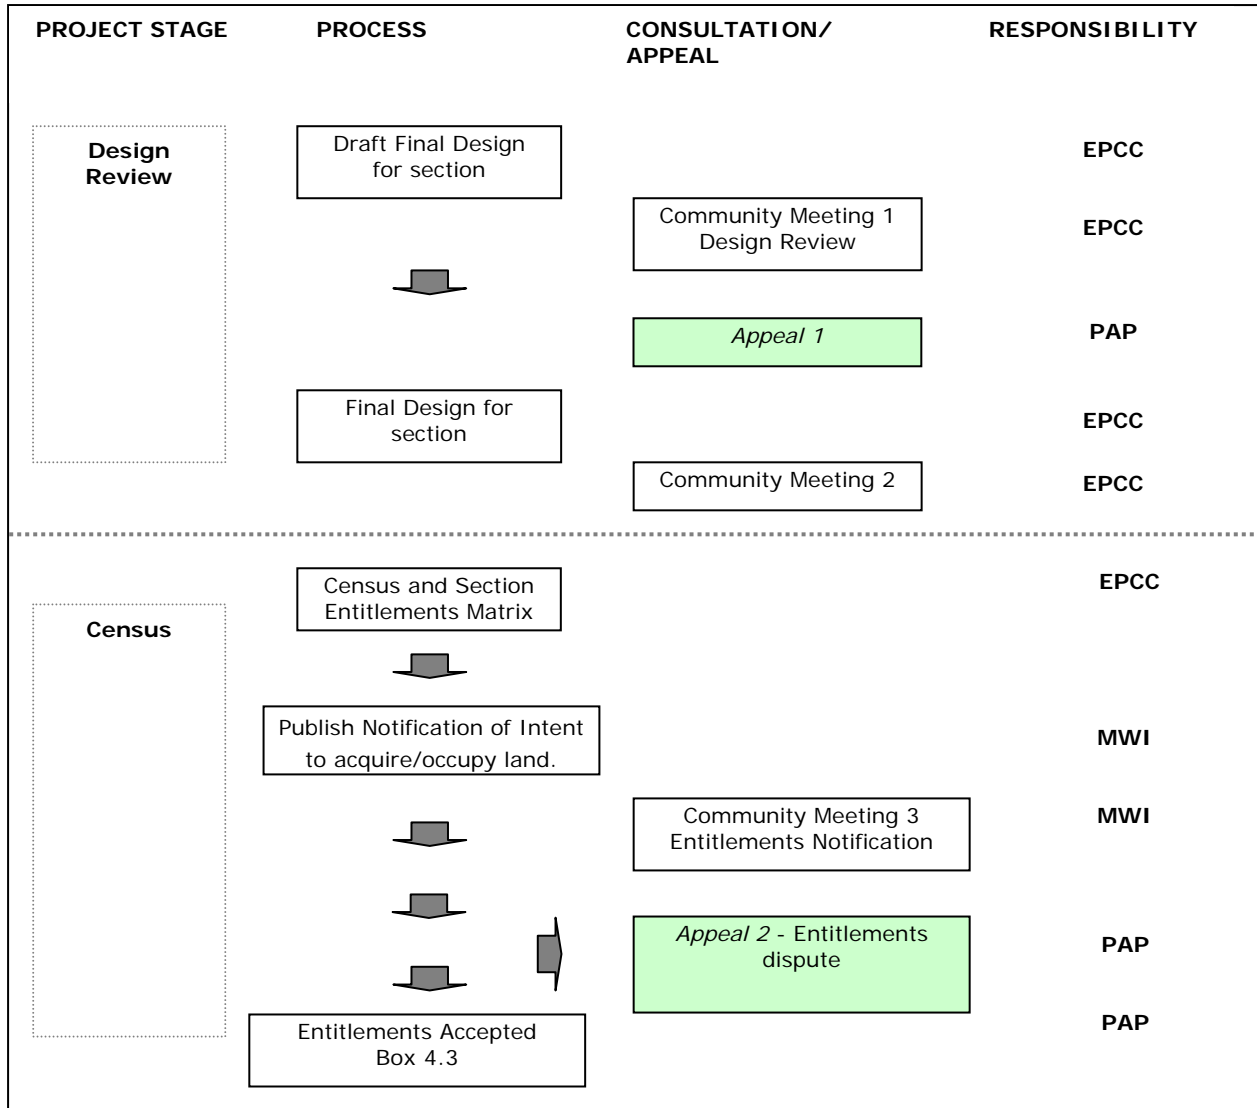 PROJECT STAGE
PROCESS
CONSULTATION/
APPEAL
RESPONSIBILITY
Design
Review
Draft Final Design
for section
EPCC
Community Meeting 1
Design Review
EPCC
Appeal 1
PAP
Final Design for
section
EPCC
Community Meeting 2
EPCC
Census
Census and Section
Entitlements Matrix
EPCC
Publish Notification of Intent
to acquire/occupy land.
MWI
Community Meeting 3
Entitlements Notification
MWI
Appeal 2 - Entitlements
dispute
PAP
Entitlements Accepted
Box 4.3
PAP